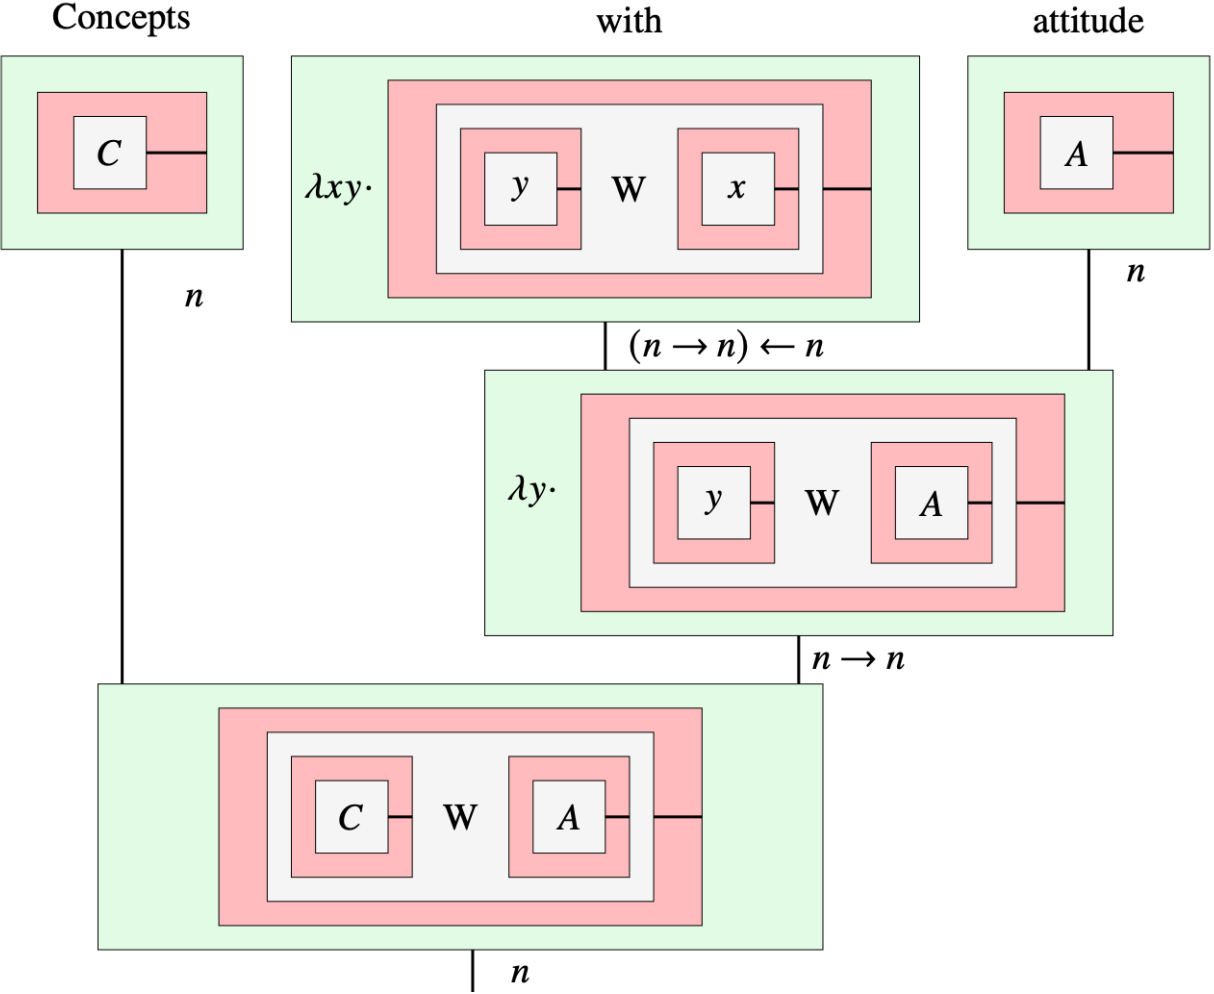 Concepts with attitude
C λxy· y W x A
n n
(n → n) ← n
λy· y W A
n → n
C W A
n